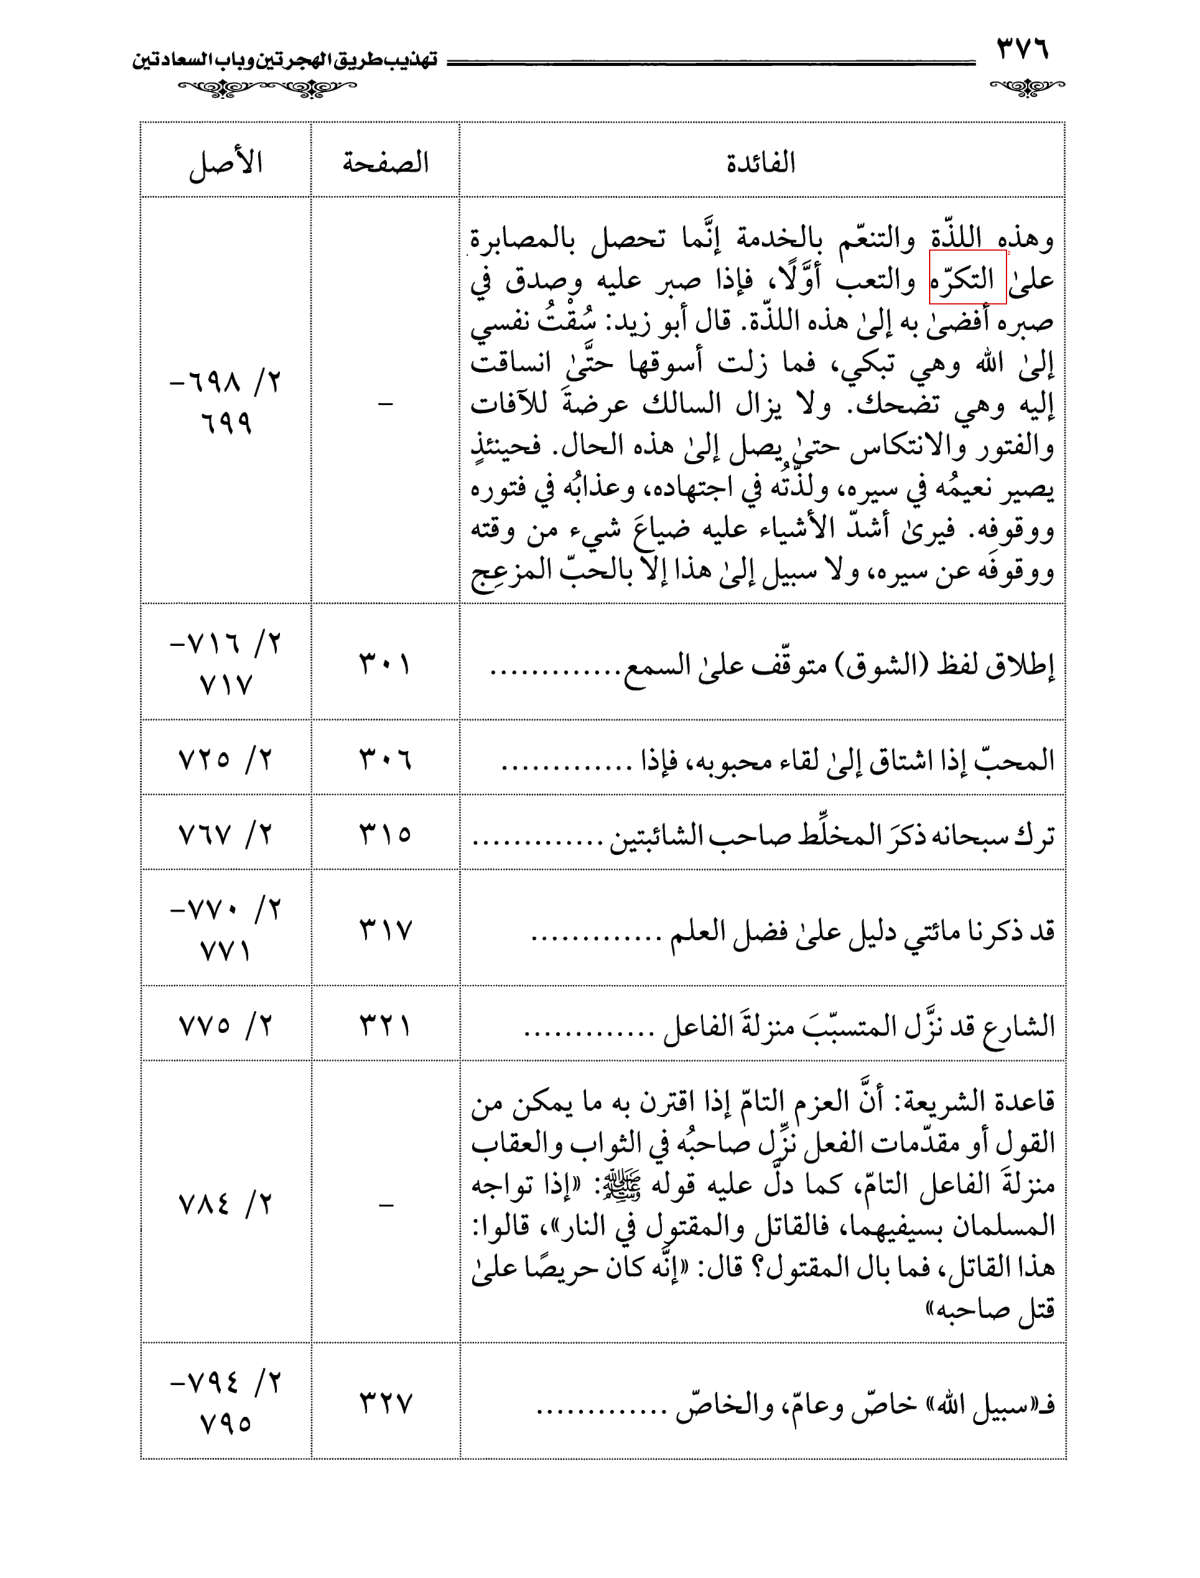 ٣٧٦
تهذيب طريق الهجرتين وباب السعادتين
الفائدة
الصفحة
الأصل
وهذه اللذّة والتنعّم بالخدمة إنَّما تحصل بالمصابرة
علىٰ التكرّه والتعب أوَّلًا، فإذا صبر عليه وصدق في
صبره أفضىٰ به إلىٰ هذه اللذّة. قال أبو زيد: سُقْتُ نفسي
إلىٰ الله وهي تبكي، فما زلت أسوقها حتَّىٰ انساقت
إليه وهي تضحك. ولا يزال السالك عرضةً للآفات
والفتور والانتكاس حتىٰ يصل إلىٰ هذه الحال. فحينئذٍ
يصير نعيمُه في سيره، ولذَّتُه في اجتهاده، وعذابُه في فتوره
ووقوفِه. فيرىٰ أشدّ الأشياء عليه ضياعَ شيء من وقته
ووقوفَه عن سيره، ولا سبيل إلىٰ هذا إلَّا بالحبّ المزعِج
–
٢/ ٦٩٨–
٦٩٩
إطلاق لفظ (الشوق) متوقّف علىٰ السمع.............
٣٠١
٢/ ٧١٦–
٧١٧
المحبّ إذا اشتاق إلىٰ لقاء محبوبه، فإذا .............
٣٠٦
٢/ ٧٢٥
ترك سبحانه ذكرَ المخلِّط صاحب الشائبتين .............
٣١٥
٢/ ٧٦٧
قد ذكرنا مائتي دليل علىٰ فضل العلم .............
٣١٧
٢/ ٧٧٠–
٧٧١
الشارع قد نزَّل المتسبّبَ منزلةَ الفاعل .............
٣٢١
٢/ ٧٧٥
قاعدة الشريعة: أنَّ العزم التامّ إذا اقترن به ما يمكن من
القول أو مقدّمات الفعل نزِّل صاحبُه في الثواب والعقاب
منزلةَ الفاعل التامّ، كما دلَّ عليه قوله ﷺ: «إذا تواجه
المسلمان بسيفيهما، فالقاتل والمقتول في النار»، قالوا:
هذا القاتل، فما بال المقتول؟ قال: «إنَّه كان حريصًا علىٰ
قتل صاحبه»
–
٢/ ٧٨٤
فـ«سبيل الله» خاصّ وعامّ، والخاصّ .............
٣٢٧
٢/ ٧٩٤–
٧٩٥